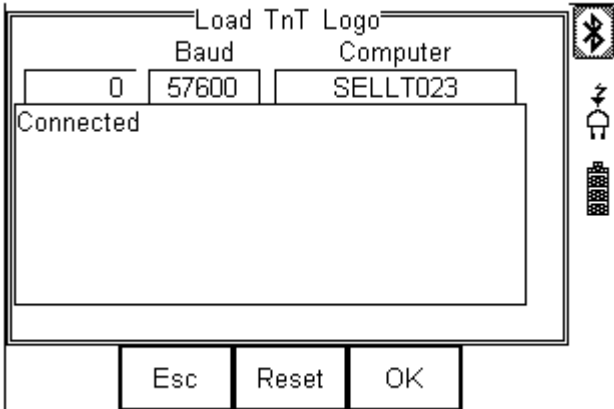 Load TnT Logo
Baud Computer
0 57600 SELLT023
Connected
Esc Reset OK